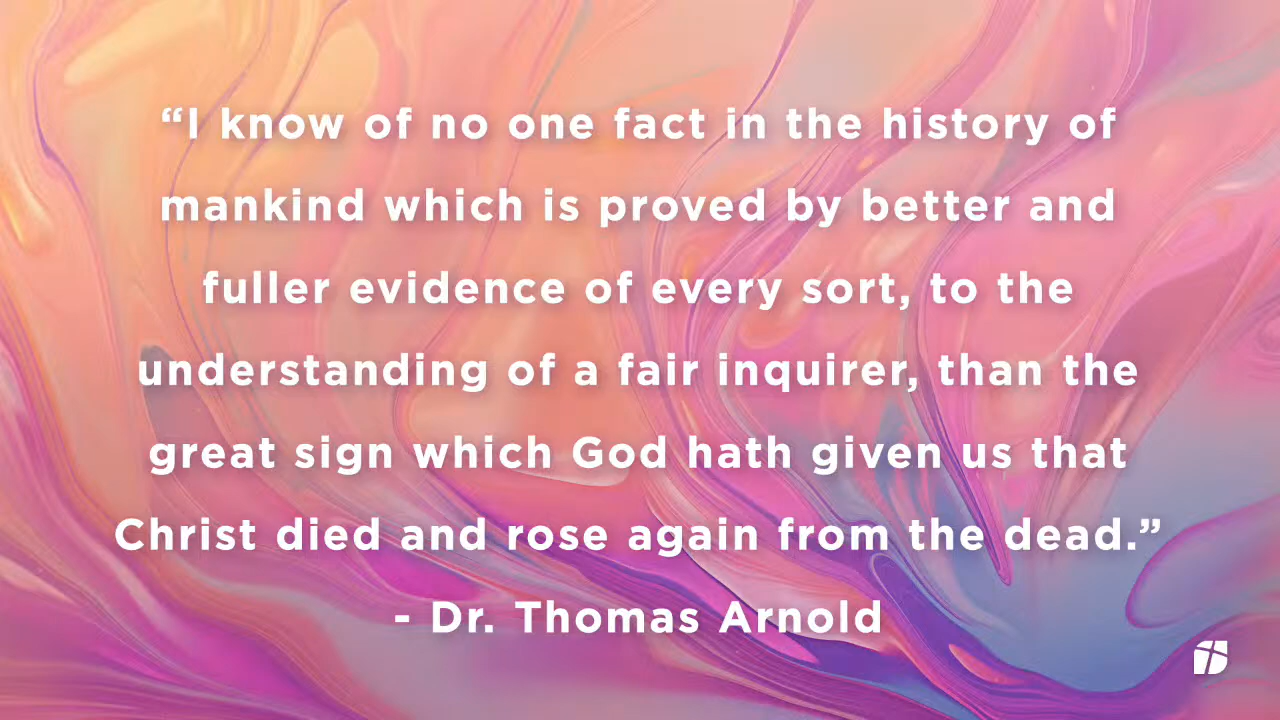 “I know of no one fact in the history of
mankind which is proved by better and
fuller evidence of every sort, to the
understanding of a fair inquirer, than the
great sign which God hath given us that
Christ died and rose again from the dead.”
- Dr. Thomas Arnold